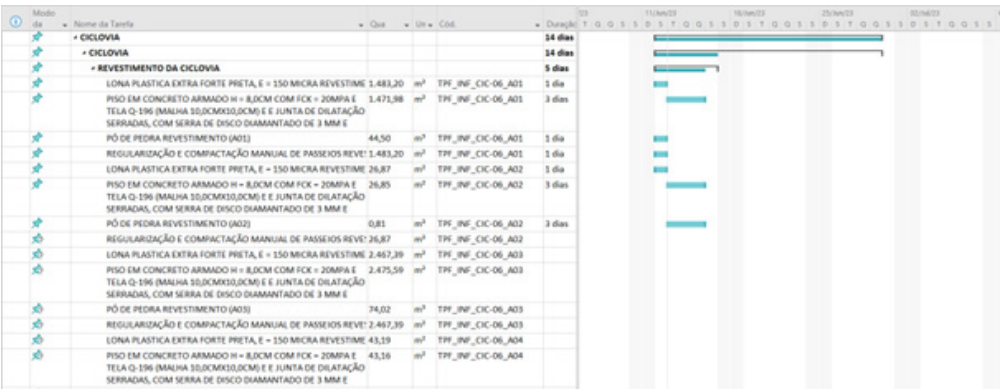 Modo da
Nome da Tarefa
Qua
Un
Cód.
Duração
'23 11/Jun/23 18/Jun/23 25/Jun/23 02/Jul/23
T Q Q S S D S T Q Q S S D S T Q Q S S D S T Q Q S S D S T Q Q S S
CICLOVIA 14 dias
CICLOVIA 14 dias
REVESTIMENTO DA CICLOVIA 5 dias
LONA PLASTICA EXTRA FORTE PRETA, E = 150 MICRA REVESTIME 1.483,20 m² TPF_INF_CIC-06_A01 1 dia
PISO EM CONCRETO ARMADO H = 8,0CM COM FCK = 20MPA E 1.471,98 m² TPF_INF_CIC-06_A01 3 dias
TELA Q-196 (MALHA 10,0CMX10,0CM) E E JUNTA DE DILATAÇÃO
SERRADAS, COM SERRA DE DISCO DIAMANTADO DE 3 MM E
PÓ DE PEDRA REVESTIMENTO (A01) 44,50 m³ TPF_INF_CIC-06_A01 1 dia
REGULARIZAÇÃO E COMPACTAÇÃO MANUAL DE PASSEIOS REVE 1.483,20 m² TPF_INF_CIC-06_A01 1 dia
LONA PLASTICA EXTRA FORTE PRETA, E = 150 MICRA REVESTIME 26,87 m² TPF_INF_CIC-06_A02 1 dia
PISO EM CONCRETO ARMADO H = 8,0CM COM FCK = 20MPA E 26,85 m² TPF_INF_CIC-06_A02 3 dias
TELA Q-196 (MALHA 10,0CMX10,0CM) E E JUNTA DE DILATAÇÃO
SERRADAS, COM SERRA DE DISCO DIAMANTADO DE 3 MM E
PÓ DE PEDRA REVESTIMENTO (A02) 0,81 m³ TPF_INF_CIC-06_A02 3 dias
REGULARIZAÇÃO E COMPACTAÇÃO MANUAL DE PASSEIOS REVE 26,87 m² TPF_INF_CIC-06_A02
LONA PLASTICA EXTRA FORTE PRETA, E = 150 MICRA REVESTIME 2.467,39 m² TPF_INF_CIC-06_A03
PISO EM CONCRETO ARMADO H = 8,0CM COM FCK = 20MPA E 2.475,59 m² TPF_INF_CIC-06_A03
TELA Q-196 (MALHA 10,0CMX10,0CM) E E JUNTA DE DILATAÇÃO
SERRADAS, COM SERRA DE DISCO DIAMANTADO DE 3 MM E
PÓ DE PEDRA REVESTIMENTO (A03) 74,02 m³ TPF_INF_CIC-06_A03
REGULARIZAÇÃO E COMPACTAÇÃO MANUAL DE PASSEIOS REVE 2.467,39 m² TPF_INF_CIC-06_A03
LONA PLASTICA EXTRA FORTE PRETA, E = 150 MICRA REVESTIME 43,19 m² TPF_INF_CIC-06_A04
PISO EM CONCRETO ARMADO H = 8,0CM COM FCK = 20MPA E 43,16 m² TPF_INF_CIC-06_A04
TELA Q-196 (MALHA 10,0CMX10,0CM) E E JUNTA DE DILATAÇÃO
SERRADAS, COM SERRA DE DISCO DIAMANTADO DE 3 MM E